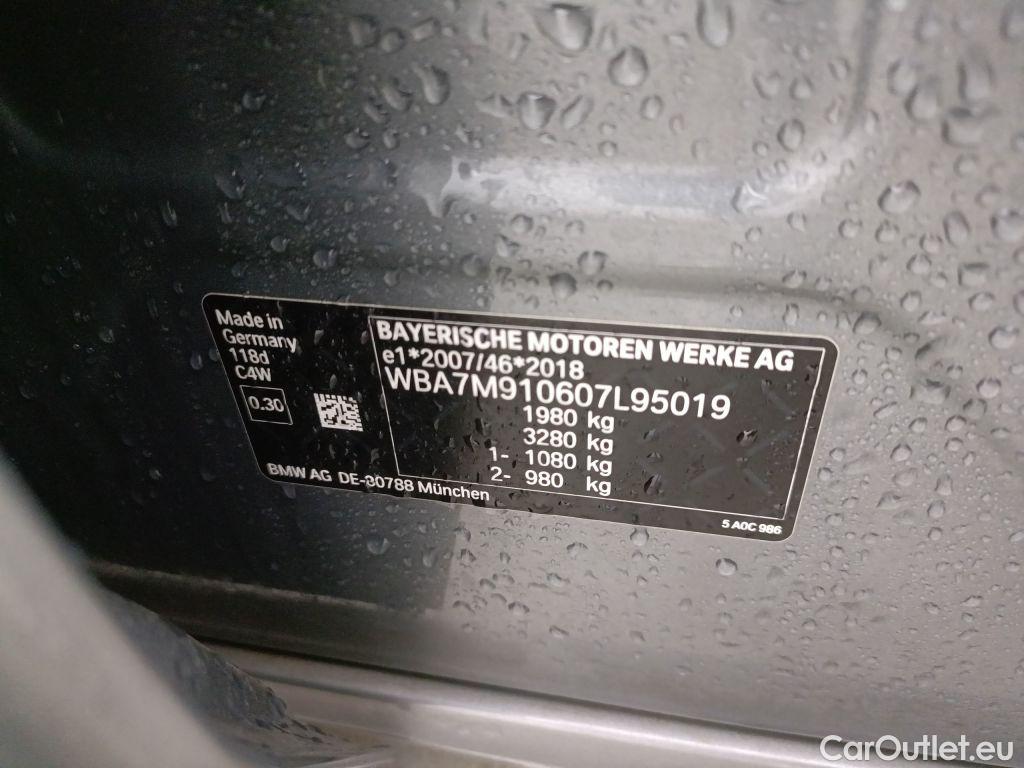 Made in
Germany
118d
C4W
0.30
BAYERISCHE MOTOREN WERKE AG
e1*2007/46*2018
WBA7M910607L95019
1980 kg
3280 kg
1- 1080 kg
2- 980 kg
BMW AG DE-80788 München
5 A0C 986
CarOutlet.eu